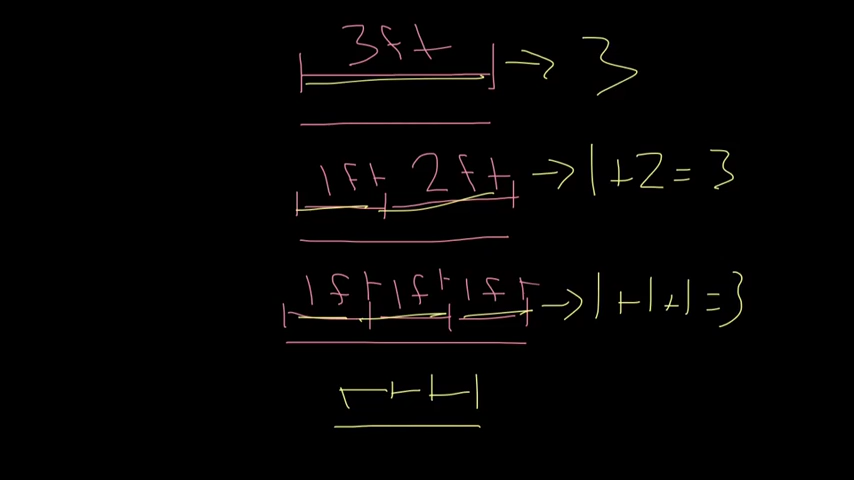 3ft → 3
1ft 2ft → 1+2=3
1ft 1ft 1ft → 1+1+1=3